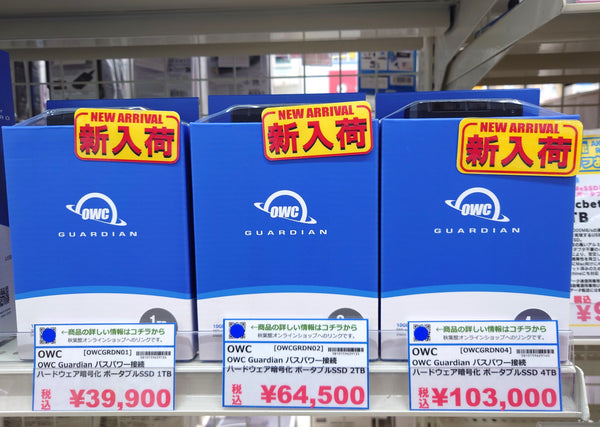 NEW ARRIVAL
新入荷
OWC
GUARDIAN
←商品の詳しい情報はコチラから
秋葉館オンラインショップへのリンクです。
OWC [OWCGRDN01]
OWC Guardian バスパワー接続
ハードウェア暗号化 ポータブルSSD 1TB
税込 ¥39,900
NEW ARRIVAL
新入荷
OWC
GUARDIAN
←商品の詳しい情報はコチラから
秋葉館オンラインショップへのリンクです。
OWC [OWCGRDN02]
OWC Guardian バスパワー接続
ハードウェア暗号化 ポータブルSSD 2TB
税込 ¥64,500
NEW ARRIVAL
新入荷
OWC
GUARDIAN
←商品の詳しい情報はコチラから
秋葉館オンラインショップへのリンクです。
OWC [OWCGRDN04]
OWC Guardian バスパワー接続
ハードウェア暗号化 ポータブルSSD 4TB
税込 ¥103,000
税込